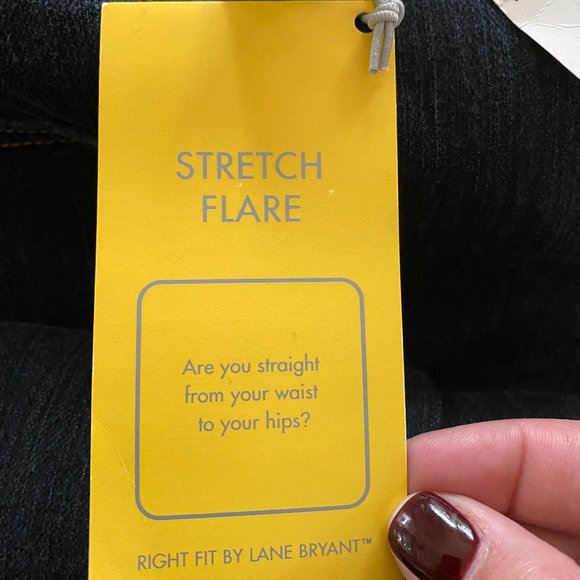 STRETCH
FLARE
Are you straight
from your waist
to your hips?
RIGHT FIT BY LANE BRYANT™